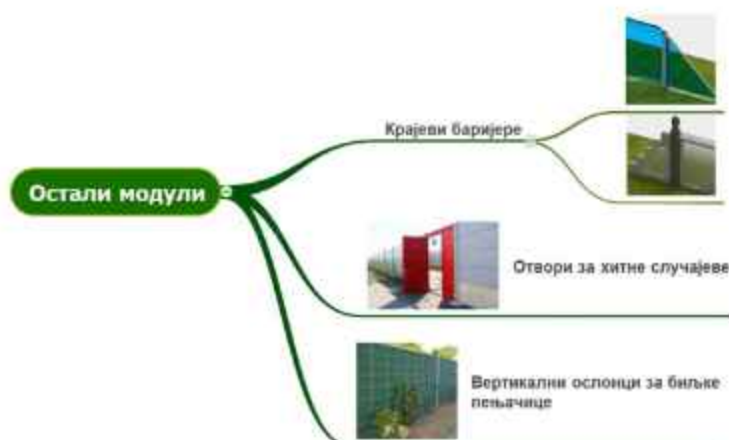 Остали модули
Крајеви баријере
Отвори за хитне случајеве
Вертикални ослонци за биљке
пењачице